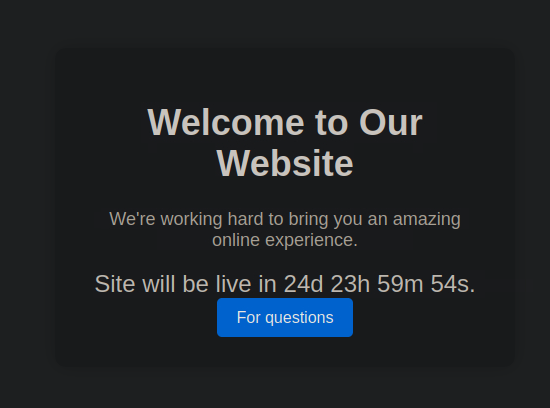 Welcome to Our
Website
We're working hard to bring you an amazing
online experience.
Site will be live in 24d 23h 59m 54s.
For questions